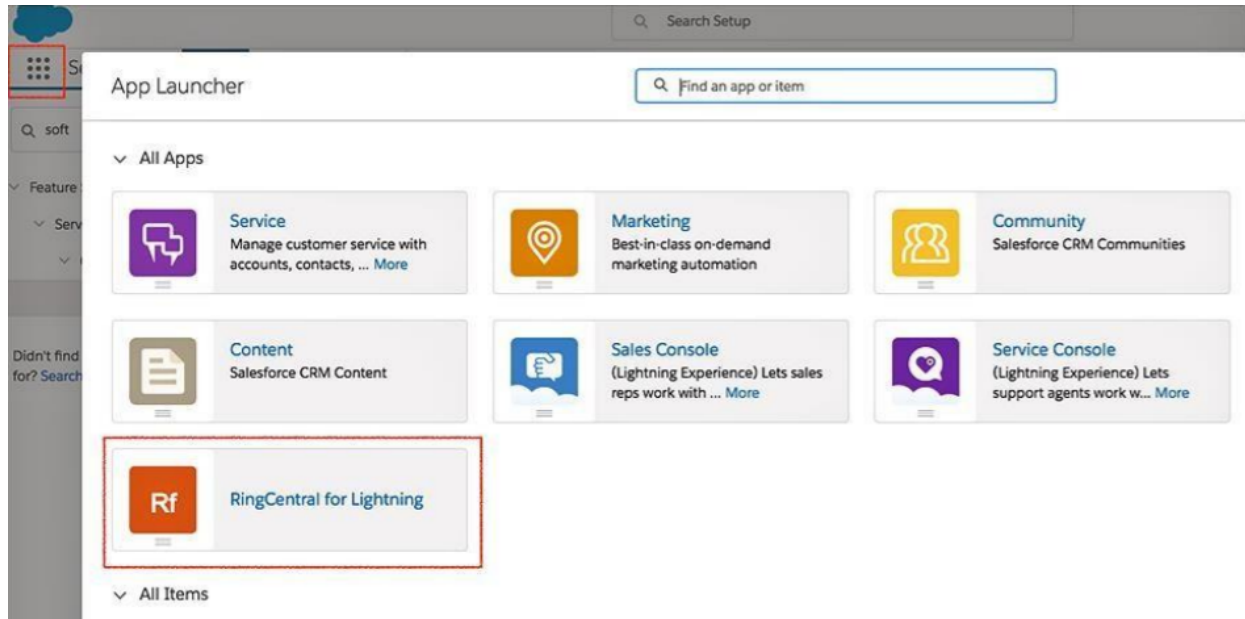 Search Setup
App Launcher
Find an app or item
soft
All Apps
Feature
Serv
Service
Manage customer service with
accounts, contacts, ... More
Marketing
Best-in-class on-demand
marketing automation
Community
Salesforce CRM Communities
Didn't find
for? Search
Content
Salesforce CRM Content
Sales Console
(Lightning Experience) Lets sales
reps work with ... More
Service Console
(Lightning Experience) Lets
support agents work w... More
Rf
RingCentral for Lightning
All Items